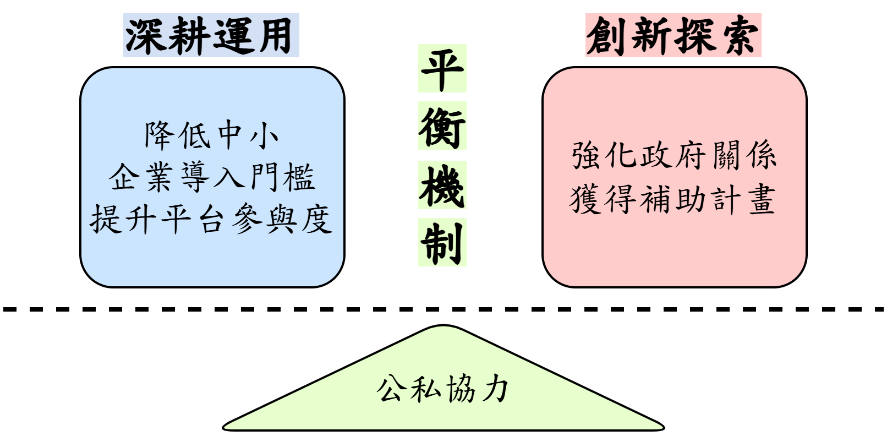 深耕運用
降低中小
企業導入門檻
提升平台參與度
平
衡
機
制
創新探索
強化政府關係
獲得補助計畫
公私協力